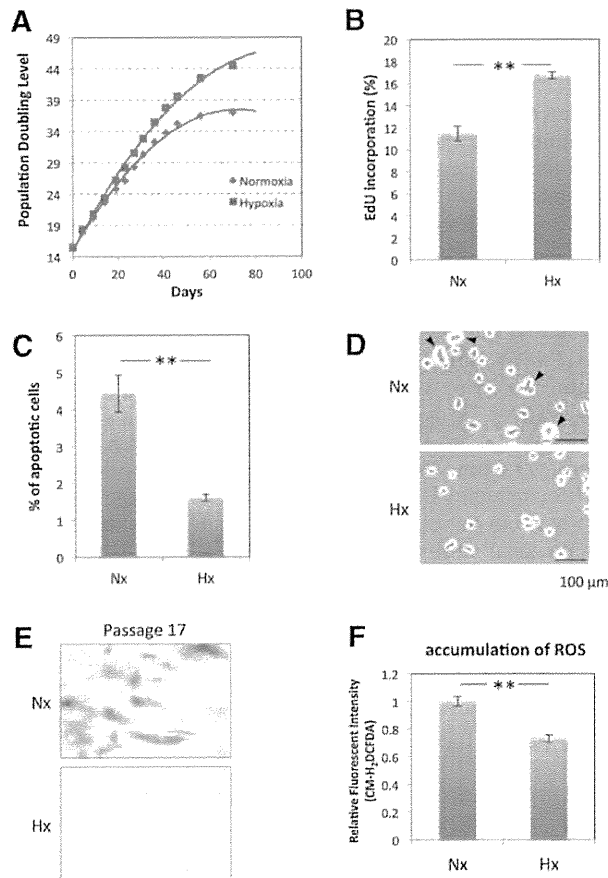 A
Population Doubling Level
49
44
39
34
29
24
19
14
0
20
40
60
80
100
Days
Normoxia
Hypoxia
B
EdU incorporation (%)
20
18
16
14
12
10
8
6
4
2
0
**
Nx
Hx
C
% of apoptotic cells
6
5
4
3
2
1
0
**
Nx
Hx
D
Nx
Hx
100 µm
E
Passage 17
Nx
Hx
F
accumulation of ROS
Relative Fluorescent Intensity
(CM-H₂DCFDA)
1.2
1
0.8
0.6
0.4
0.2
0
**
Nx
Hx